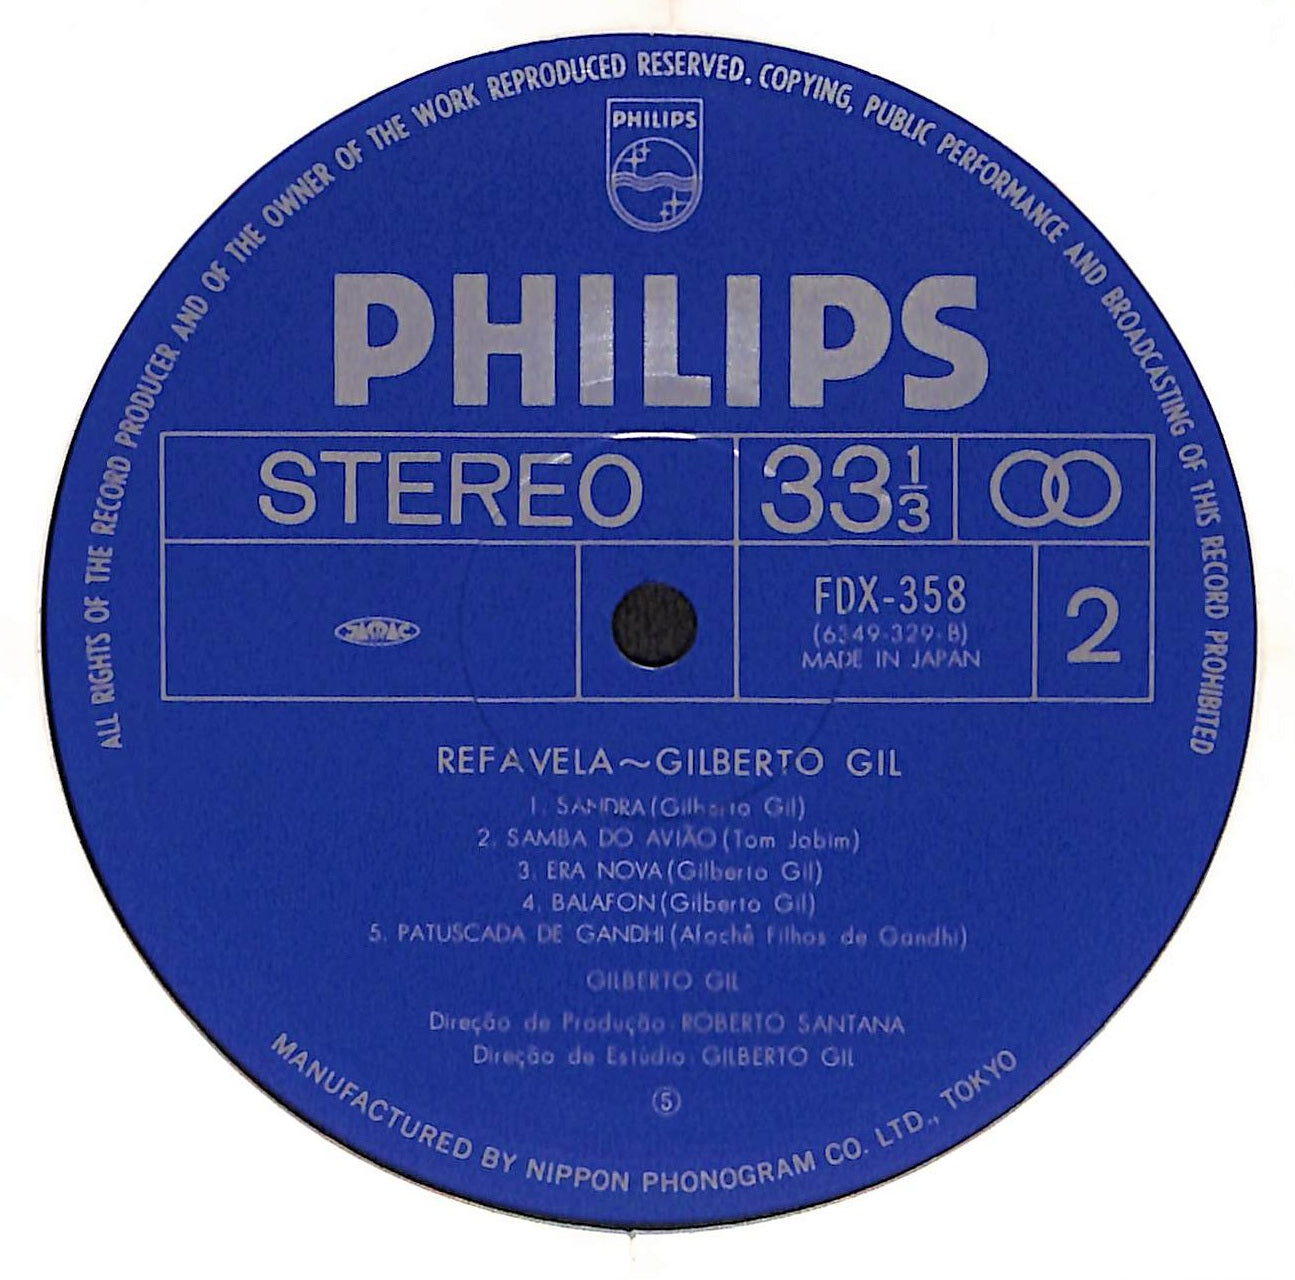 ALL RIGHTS OF THE RECORD PRODUCER AND OF THE OWNER OF THE WORK REPRODUCED RESERVED. COPYING, PUBLIC PERFORMANCE AND BROADCASTING OF THIS RECORD PROHIBITED
PHILIPS
PHILIPS
STEREO 33 1/3
JASRAC
FDX-358
(6349·329·B)
MADE IN JAPAN
2
REFAVELA~GILBERTO GIL
1. SANDRA (Gilberto Gil)
2. SAMBA DO AVIÃO (Tom Jobim)
3. ERA NOVA (Gilberto Gil)
4. BALAFON (Gilberto Gil)
5. PATUSCADA DE GANDHI (Afochê Filhos de Gandhi)
GILBERTO GIL
Direção de Produção· ROBERTO SANTANA
Direção de Estúdio· GILBERTO GIL
⑤
MANUFACTURED BY NIPPON PHONOGRAM CO. LTD., TOKYO